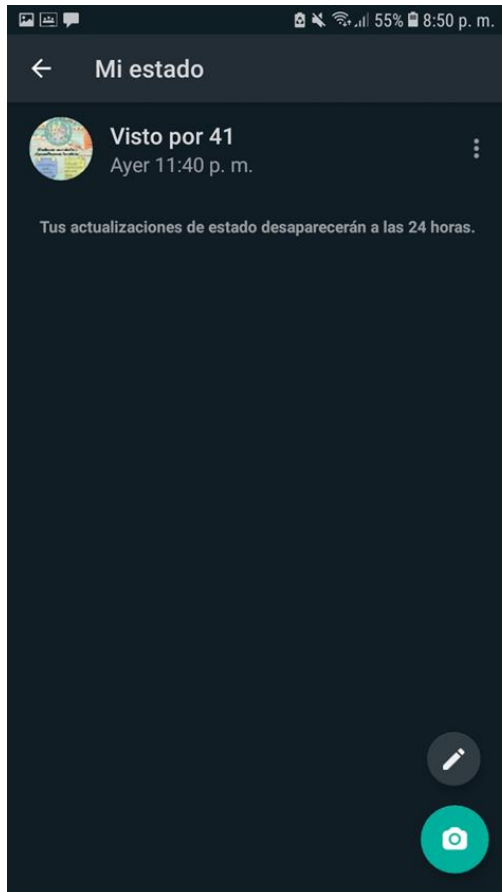 55% 8:50 p. m.
Mi estado
Visto por 41
Ayer 11:40 p. m.
Tus actualizaciones de estado desaparecerán a las 24 horas.